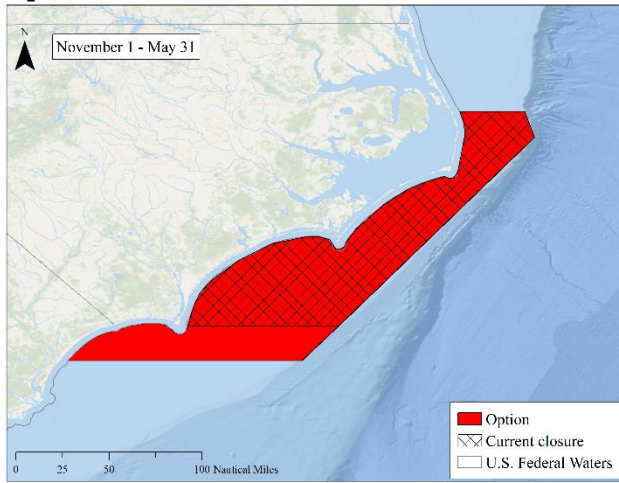 N
November 1 - May 31
Option
Current closure
U.S. Federal Waters
0 25 50 100 Nautical Miles